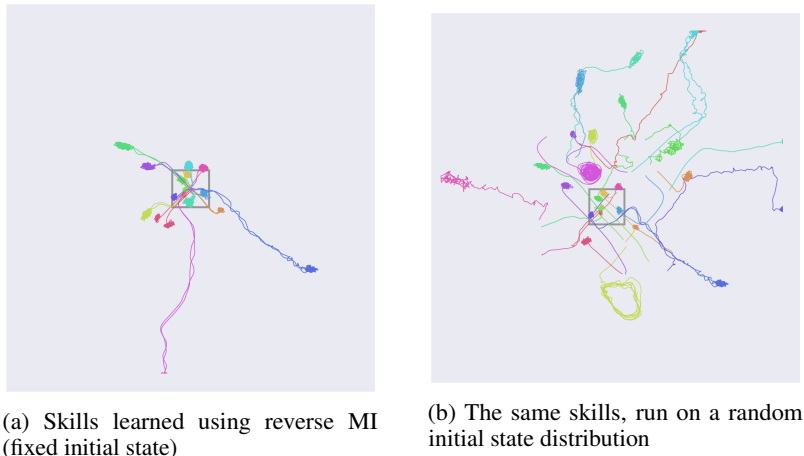 (a) Skills learned using reverse MI
(fixed initial state)
(b) The same skills, run on a random
initial state distribution